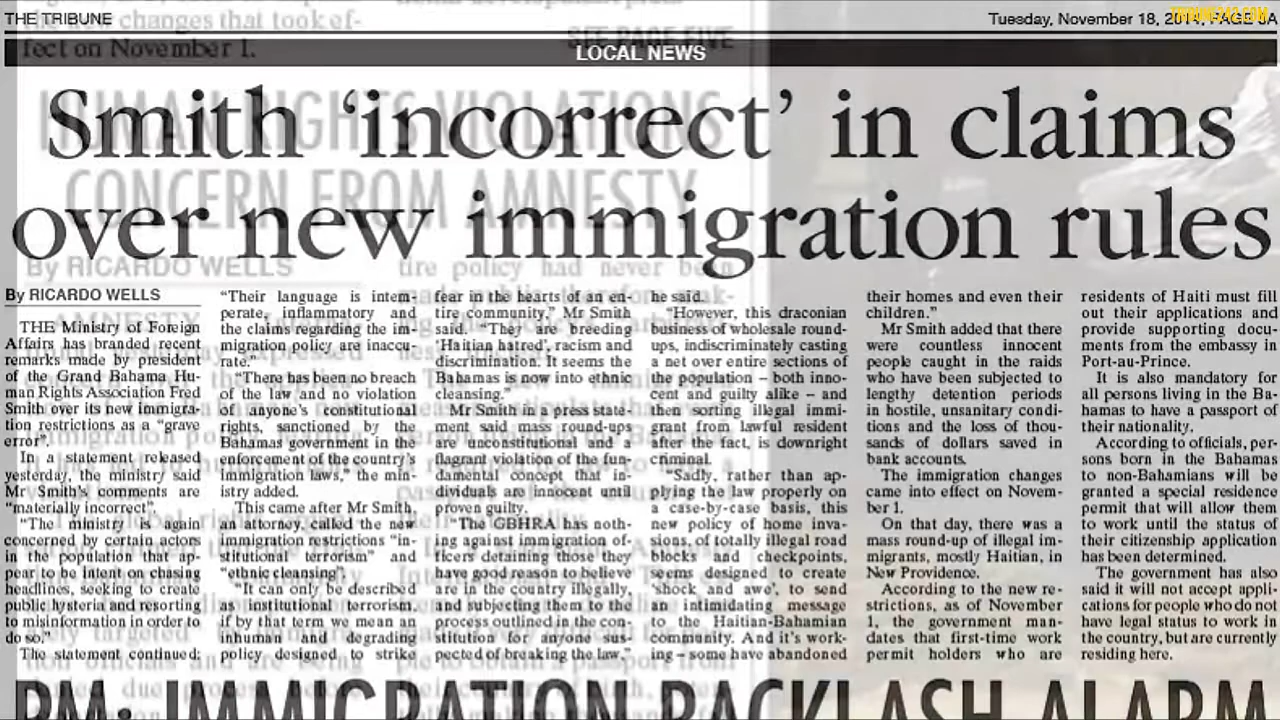 THE TRIBUNE
Tuesday, November 18, 2014, PAGE
TRIBUNE242.COM
the new changes that took ef-
fect on November 1.
SEE PAGE FIVE
LOCAL NEWS
Smith ‘incorrect’ in claims
over new immigration rules
HUMAN RIGHTS VIOLATIONS
CONCERN FROM AMNESTY
By RICARDO WELLS
tire policy had never been
By RICARDO WELLS
THE Ministry of Foreign
Affairs has branded recent
remarks made by president
of the Grand Bahama Hu-
man Rights Association Fred
Smith over its new immigra-
tion restrictions as a “grave
error”.
In a statement released
yesterday, the ministry said
Mr Smith’s comments are
“materially incorrect”.
“The ministry is again
concerned by certain actors
in the population that ap-
pear to be intent on chasing
headlines, seeking to create
public hysteria and resorting
to misinformation in order to
do so.”
The statement continued:
“Their language is intem-
perate, inflammatory and
the claims regarding the im-
migration policy are inaccu-
rate.”
“There has been no breach
of the law and no violation
of anyone’s constitutional
rights, sanctioned by the
Bahamas government in the
enforcement of the country’s
immigration laws,” the min-
istry added.
This came after Mr Smith,
an attorney, called the new
immigration restrictions “in-
stitutional terrorism” and
“ethnic cleansing”.
“It can only be described
as institutional terrorism,
if by that term we mean an
inhuman and degrading
policy designed to strike
fear in the hearts of an en-
tire community,” Mr Smith
said. “They are breeding
‘Haitian hatred’, racism and
discrimination. It seems the
Bahamas is now into ethnic
cleansing.”
Mr Smith in a press state-
ment said mass round-ups
are unconstitutional and a
flagrant violation of the fun-
damental concept that in-
dividuals are innocent until
proven guilty.
“The GBHRA has noth-
ing against immigration of-
ficers detaining those they
have good reason to believe
are in the country illegally,
and subjecting them to the
process outlined in the con-
stitution for anyone sus-
pected of breaking the law,”
he said.
“However, this draconian
business of wholesale round-
ups, indiscriminately casting
a net over entire sections of
the population – both inno-
cent and guilty alike – and
then sorting illegal immi-
grant from lawful resident
after the fact, is downright
criminal.
“Sadly, rather than ap-
plying the law properly on
a case-by-case basis, this
new policy of home inva-
sions, of totally illegal road
blocks and checkpoints,
seems designed to create
‘shock and awe’, to send
an intimidating message
to the Haitian-Bahamian
community. And it’s work-
ing – some have abandoned
their homes and even their
children.”
Mr Smith added that there
were countless innocent
people caught in the raids
who have been subjected to
lengthy detention periods
in hostile, unsanitary condi-
tions and the loss of thou-
sands of dollars saved in
bank accounts.
The immigration changes
came into effect on Novem-
ber 1.
On that day, there was a
mass round-up of illegal im-
migrants, mostly Haitian, in
New Providence.
According to the new re-
strictions, as of November
1, the government man-
dates that first-time work
permit holders who are
residents of Haiti must fill
out their applications and
provide supporting docu-
ments from the embassy in
Port-au-Prince.
It is also mandatory for
all persons living in the Ba-
hamas to have a passport of
their nationality.
According to officials, per-
sons born in the Bahamas
to non-Bahamians will be
granted a special residence
permit that will allow them
to work until the status of
their citizenship application
has been determined.
The government has also
said it will not accept appli-
cations for people who do not
have legal status to work in
the country, but are currently
residing here.
PM: IMMIGRATION BACKLASH ALARM